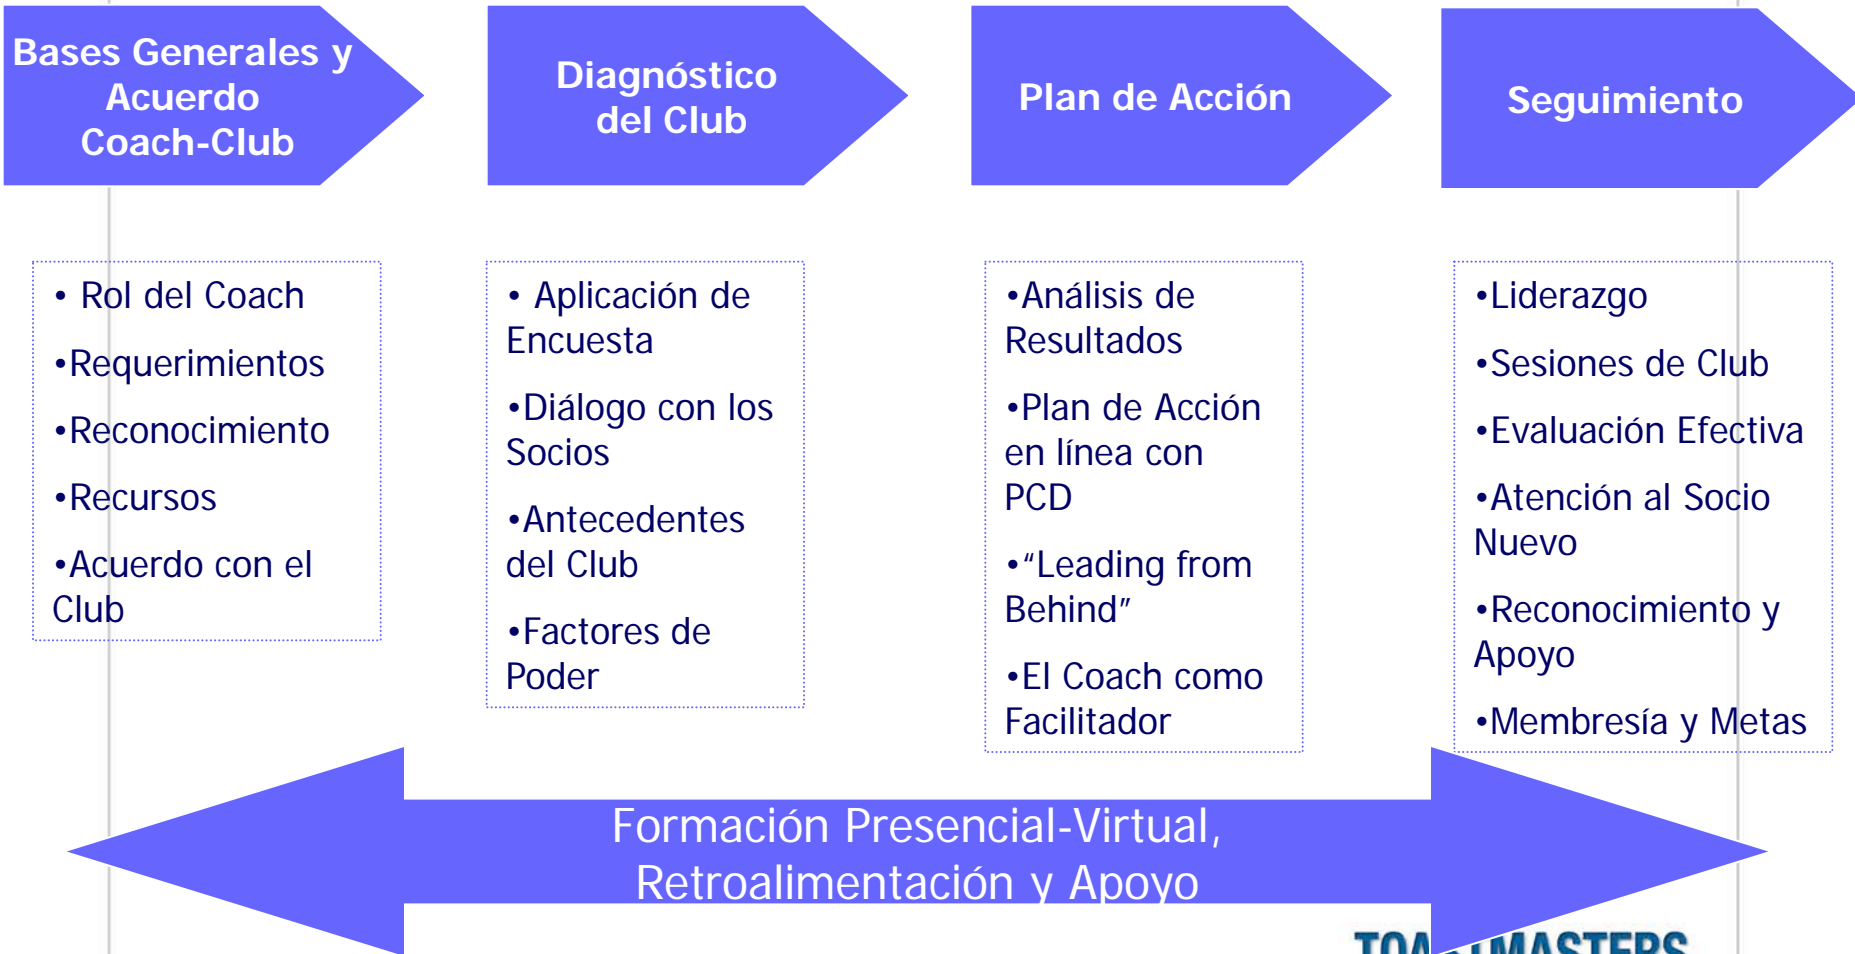 Bases Generales y
Acuerdo
Coach-Club
Diagnóstico
del Club
Plan de Acción
Seguimiento
• Rol del Coach
•Requerimientos
•Reconocimiento
•Recursos
•Acuerdo con el
Club
• Aplicación de
Encuesta
•Diálogo con los
Socios
•Antecedentes
del Club
•Factores de
Poder
•Análisis de
Resultados
•Plan de Acción
en línea con
PCD
•“Leading from
Behind”
•El Coach como
Facilitador
•Liderazgo
•Sesiones de Club
•Evaluación Efectiva
•Atención al Socio
Nuevo
•Reconocimiento y
Apoyo
•Membresía y Metas
Formación Presencial-Virtual,
Retroalimentación y Apoyo
TOASTMASTERS